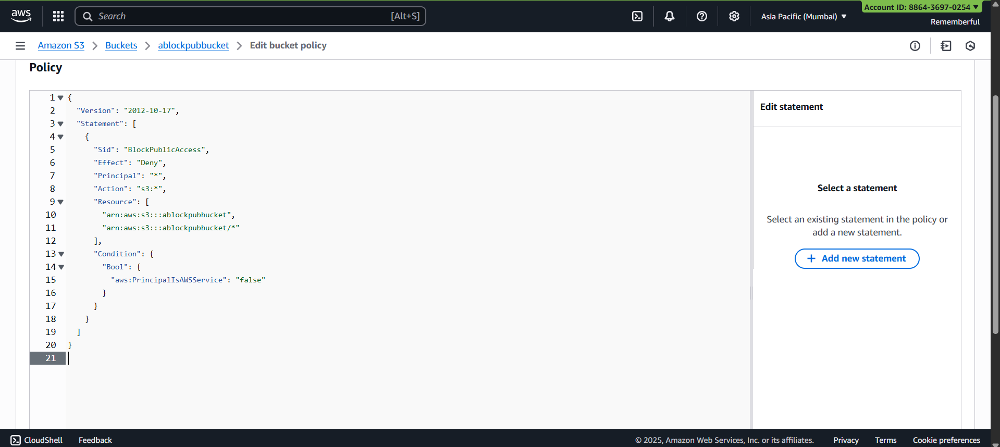 aws
Search
[Alt+S]
Asia Pacific (Mumbai)
Account ID: 8864-3697-0254
Rememberful
Amazon S3
Buckets
ablockpubbucket
Edit bucket policy
Policy
1 {
2 "Version": "2012-10-17",
3 "Statement": [
4 {
5 "Sid": "BlockPublicAccess",
6 "Effect": "Deny",
7 "Principal": "*",
8 "Action": "s3:*",
9 "Resource": [
10 "arn:aws:s3:::ablockpubbucket",
11 "arn:aws:s3:::ablockpubbucket/*"
12 ],
13 "Condition": {
14 "Bool": {
15 "aws:PrincipalIsAWSService": "false"
16 }
17 }
18 }
19 ]
20 }
21
Edit statement
Select a statement
Select an existing statement in the policy or
add a new statement.
+ Add new statement
CloudShell
Feedback
© 2025, Amazon Web Services, Inc. or its affiliates.
Privacy
Terms
Cookie preferences